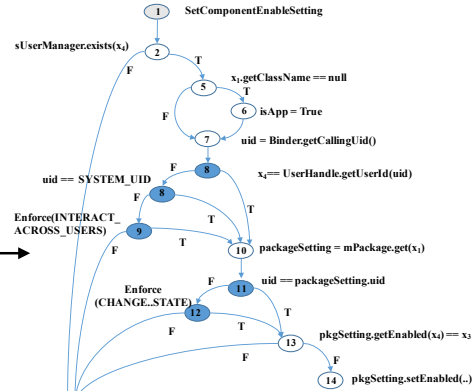 1 SetComponentEnableSetting
sUserManager.exists(x4)
2
T
F
5 x1.getClassName == null
T
F
6 isApp = True
7 uid = Binder.getCallingUid()
F
uid == SYSTEM_UID
8 x4== UserHandle.getUserId(uid)
F
8
T
T
Enforce(INTERACT_
ACROSS_USERS)
9
F
T
10 packageSetting = mPackage.get(x1)
11 uid == packageSetting.uid
F
Enforce
(CHANGE..STATE)
T
12
F
T
13 pkgSetting.getEnabled(x4) == x3
F
F
14 pkgSetting.setEnabled(..)